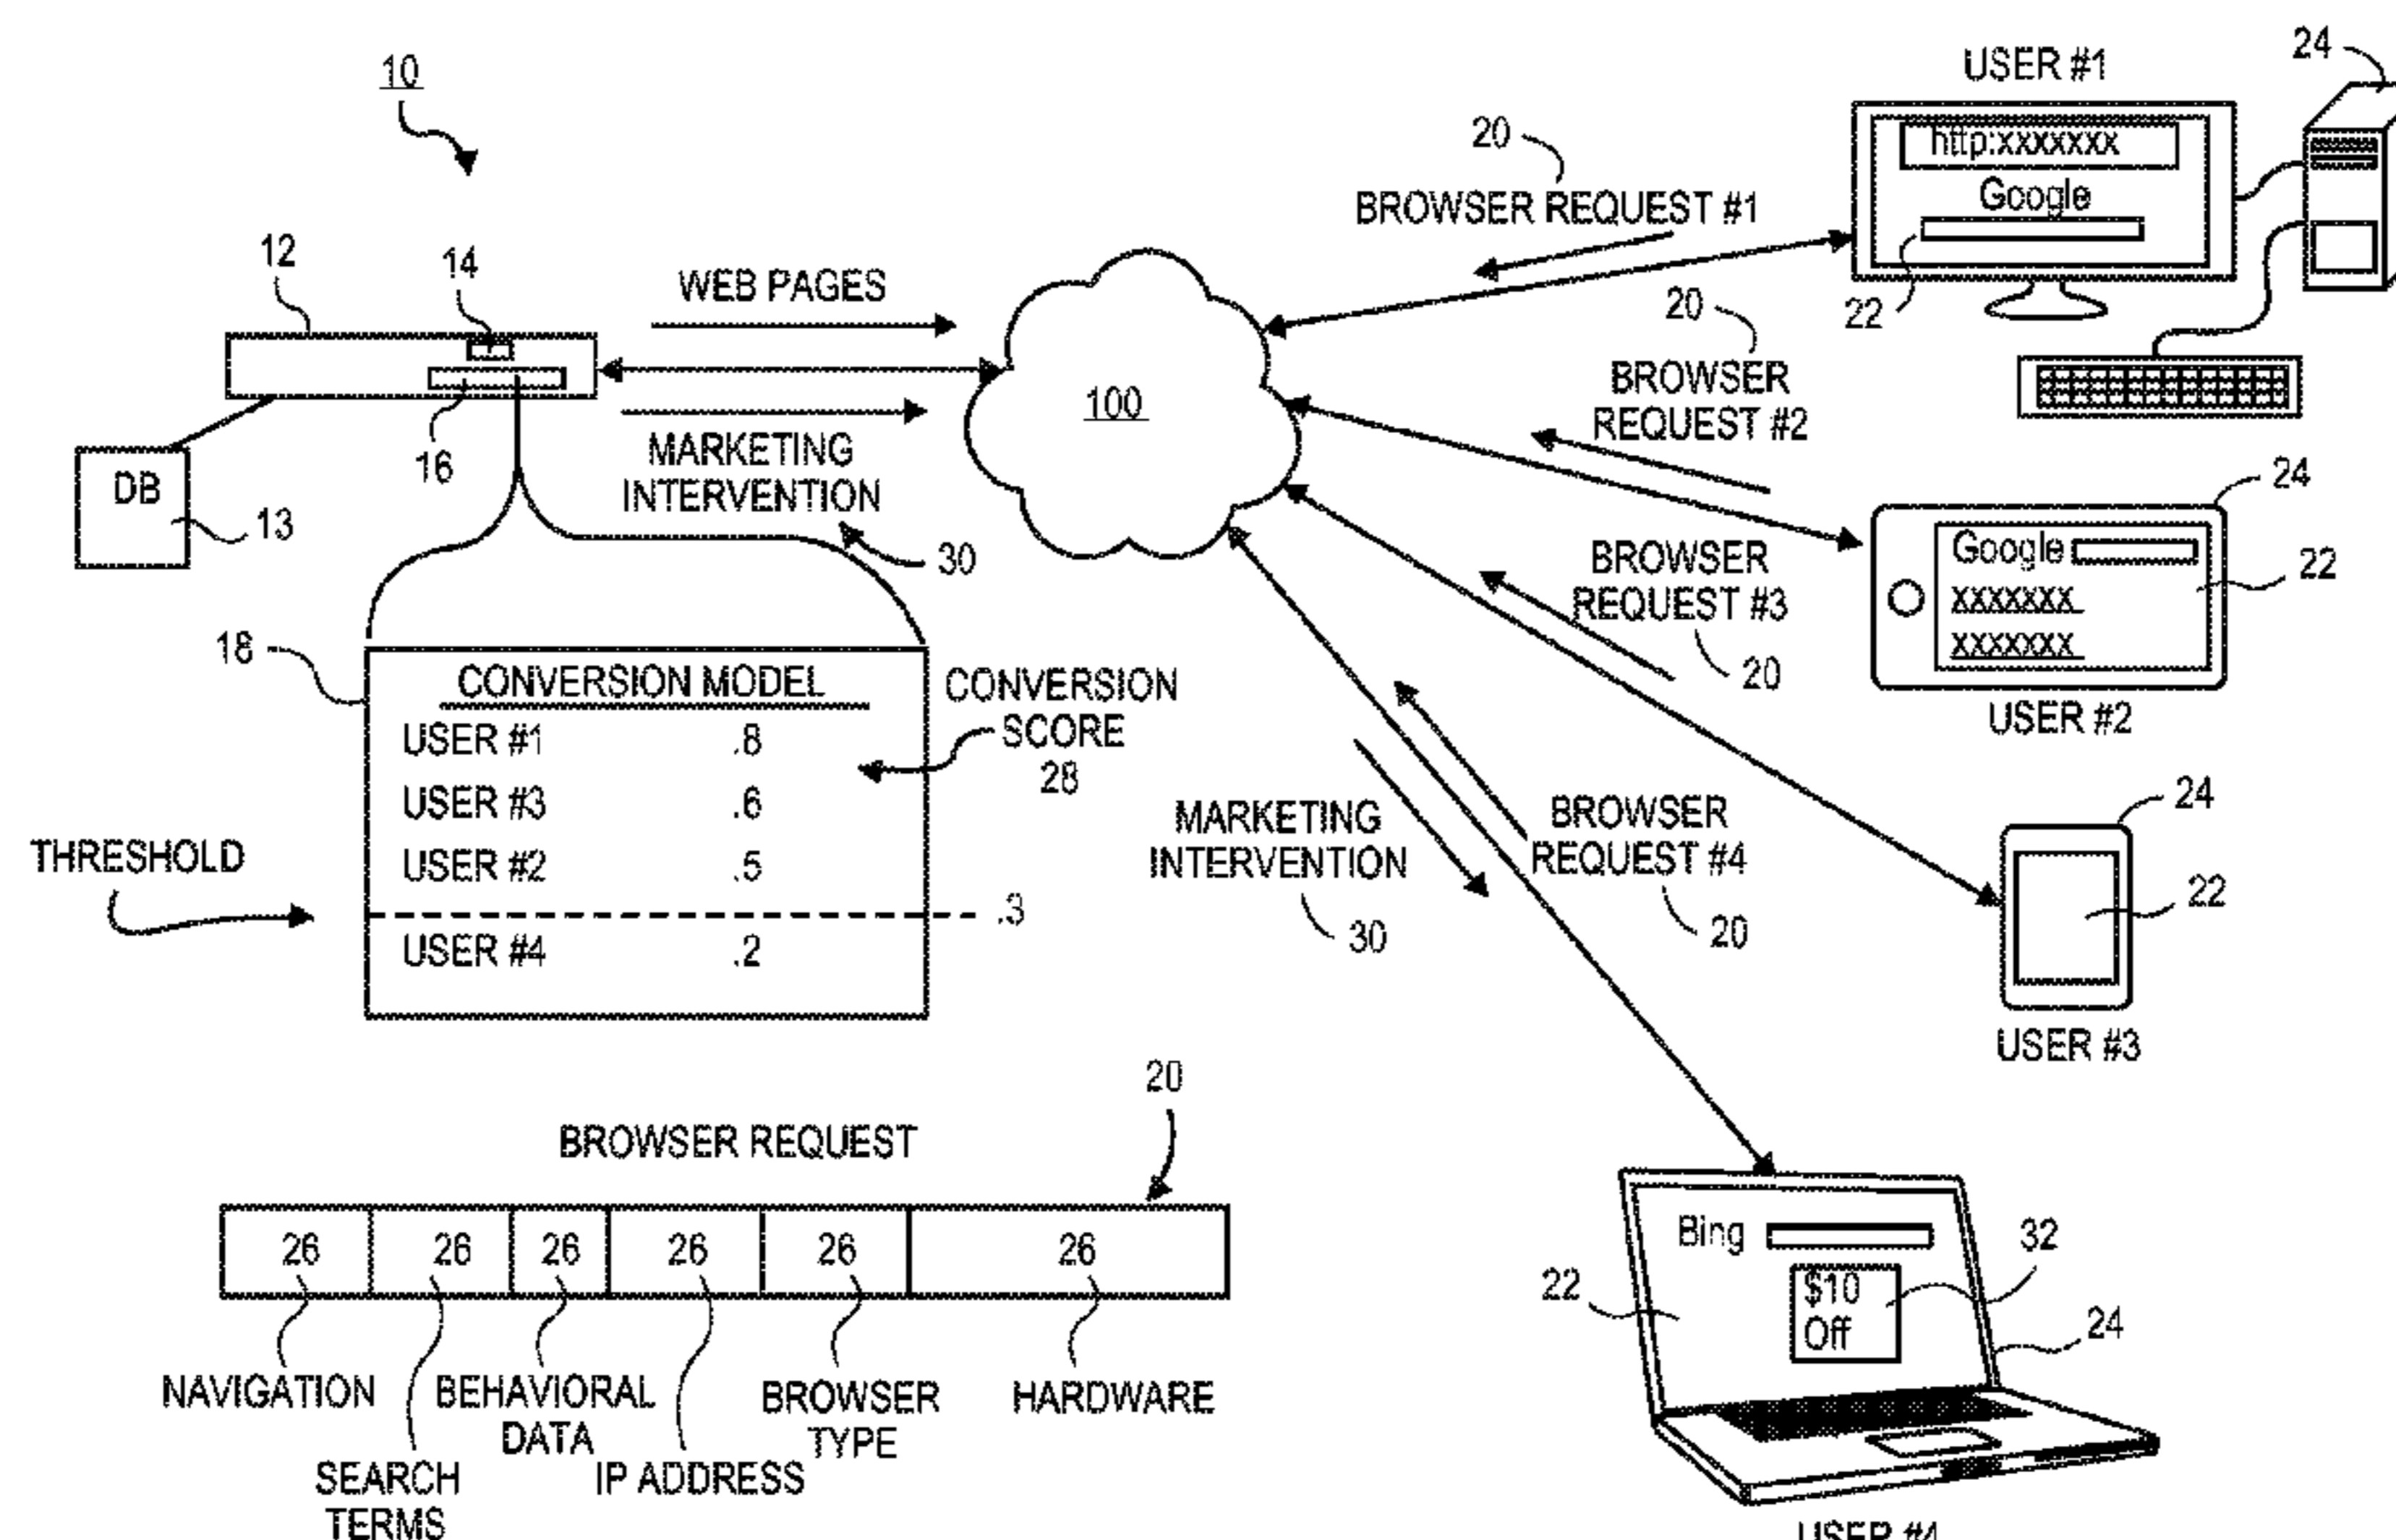 10
12
14
WEB PAGES
16
MARKETING
INTERVENTION
30
DB
13
100
20
BROWSER REQUEST #1
USER #1
24
http:xxxxxxx
Google
22
20
BROWSER
REQUEST #2
24
Google
xxxxxxx
xxxxxxx
22
USER #2
BROWSER
REQUEST #3
20
24
22
USER #3
18
CONVERSION MODEL
USER #1 .8
USER #3 .6
USER #2 .5
USER #4 .2
CONVERSION
SCORE
28
THRESHOLD
.3
MARKETING
INTERVENTION
30
BROWSER
REQUEST #4
20
Bing
$10
Off
22
32
24
USER #4
20
BROWSER REQUEST
26 26 26 26 26 26
NAVIGATION
SEARCH
TERMS
BEHAVIORAL
DATA
IP ADDRESS
BROWSER
TYPE
HARDWARE